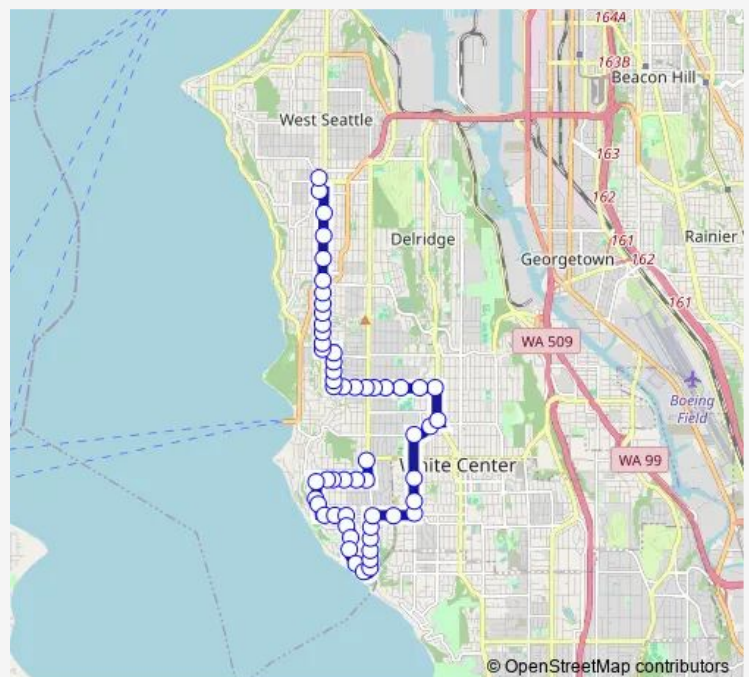 164A
163B
Beacon Hill
West Seattle
163
162
Delridge
Rainier
161
Georgetown
162
161
WA 509
Boeing
Field
WA 99
White Center
© OpenStreetMap contributors